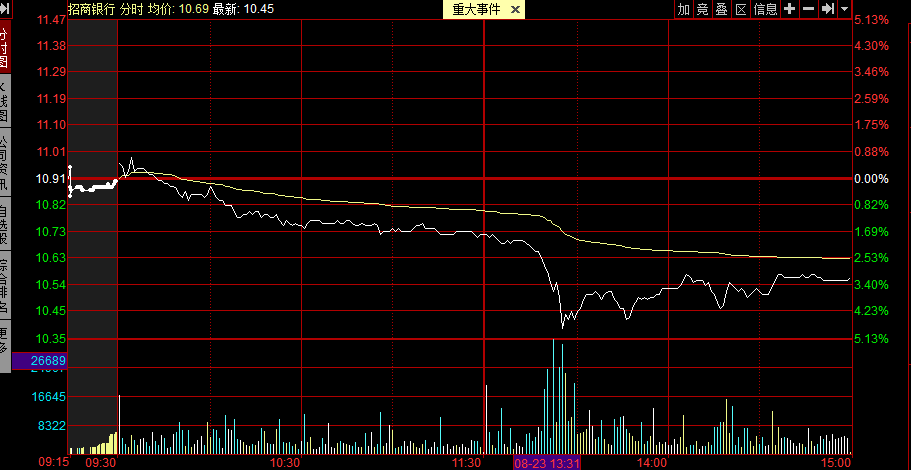 招商银行 分时 均价: 10.69 最新: 10.45
重大事件 ×
加 竞 叠 区 信息
分时图
K线图
公司资讯
自选股
综合排名
更多
11.47 5.13%
11.38 4.30%
11.29 3.46%
11.19 2.59%
11.10 1.75%
11.01 0.88%
10.91 0.00%
10.82 0.82%
10.73 1.69%
10.63 2.53%
10.54 3.40%
10.45 4.23%
10.35 5.13%
26689
16645
8322
09:15 09:30 10:30 11:30 08-23 13:31 14:00 15:00